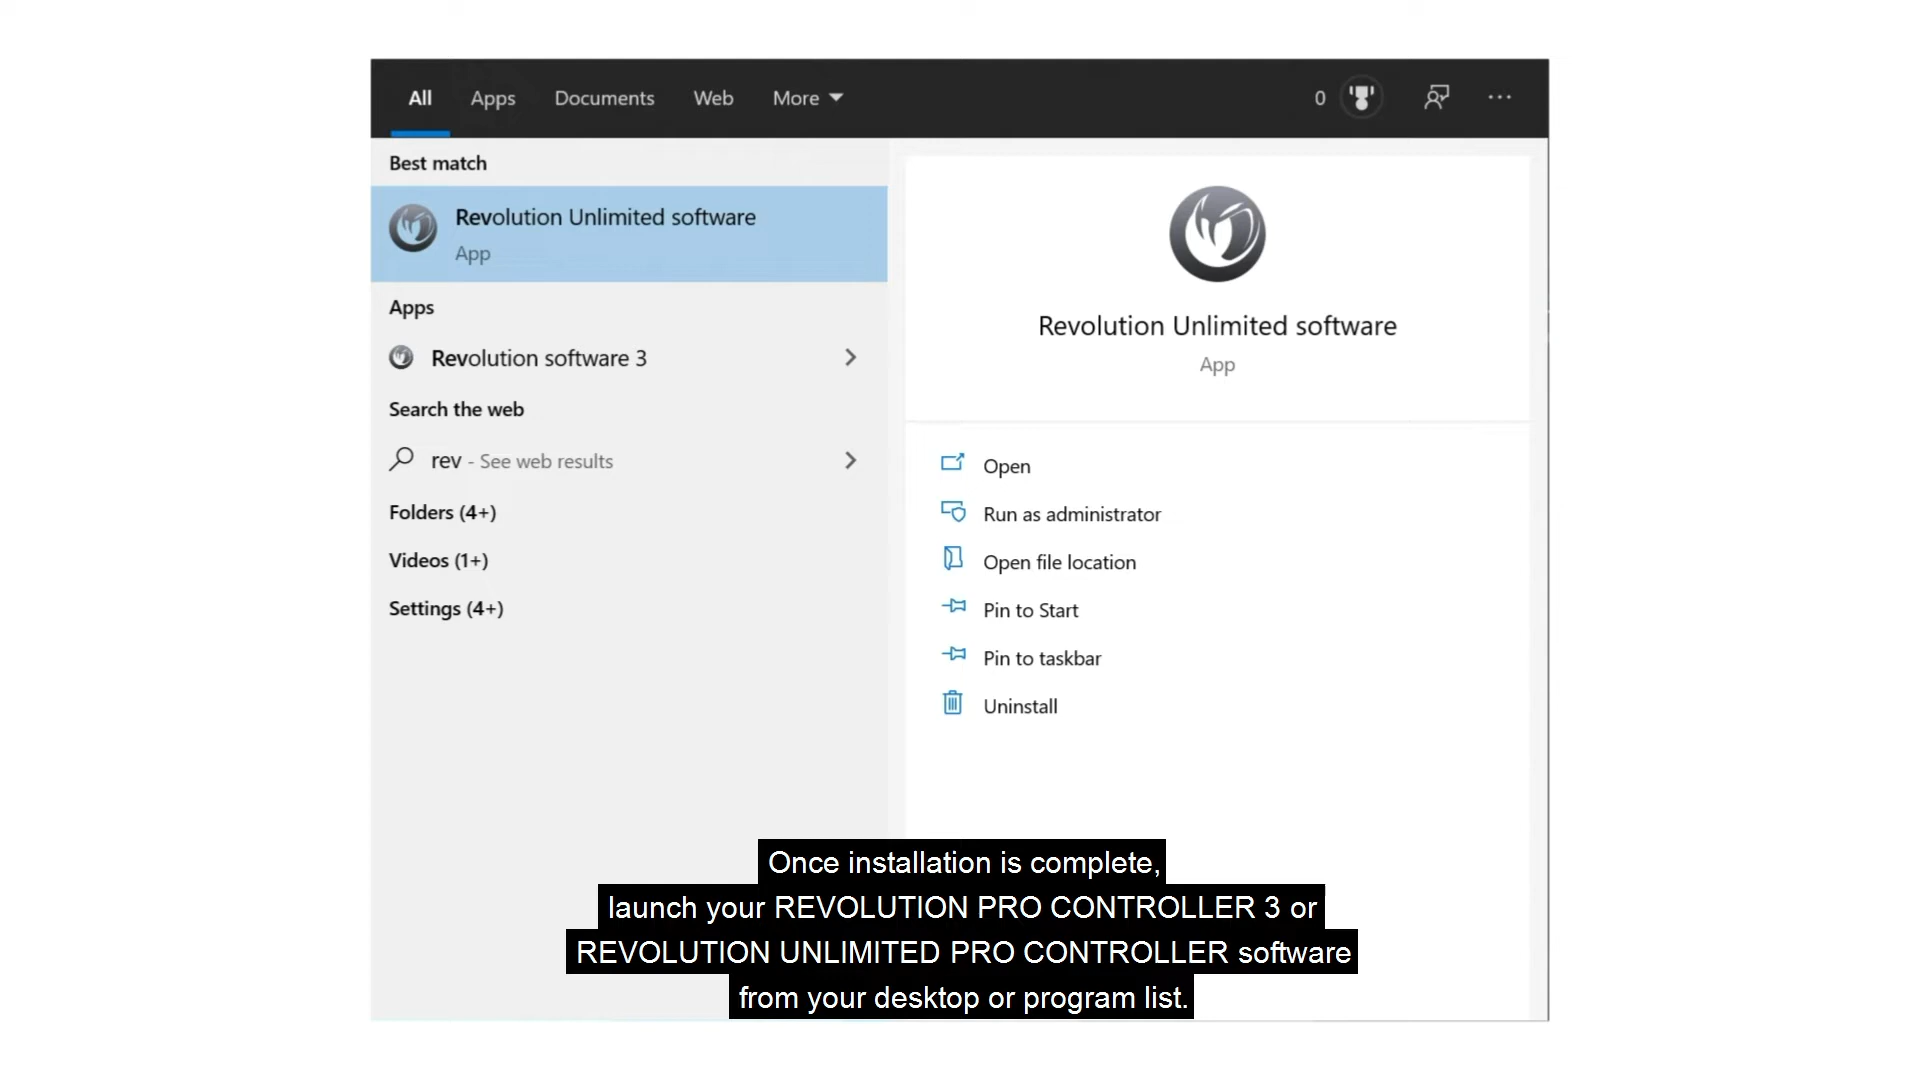 All Apps Documents Web More 0 ...
Best match
Revolution Unlimited software
App
Apps
Revolution software 3
Search the web
rev - See web results
Folders (4+)
Videos (1+)
Settings (4+)
Revolution Unlimited software
App
Open
Run as administrator
Open file location
Pin to Start
Pin to taskbar
Uninstall
Once installation is complete,
launch your REVOLUTION PRO CONTROLLER 3 or
REVOLUTION UNLIMITED PRO CONTROLLER software
from your desktop or program list.